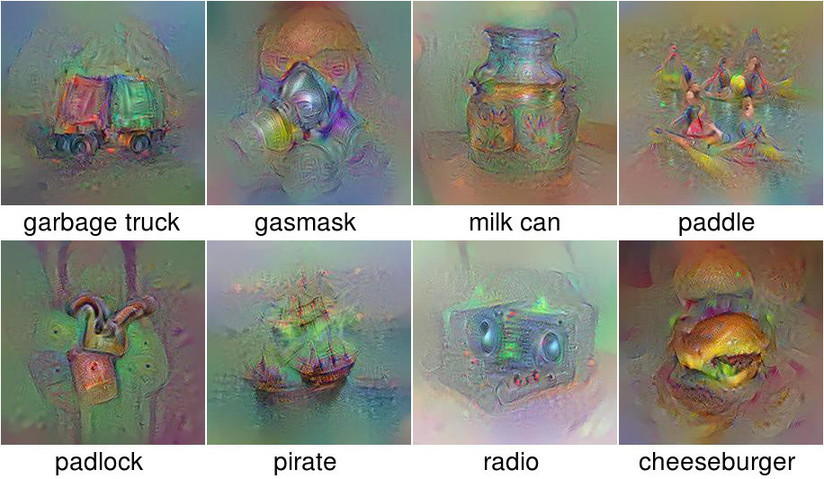 garbage truck
gasmask
milk can
paddle
padlock
pirate
radio
cheeseburger